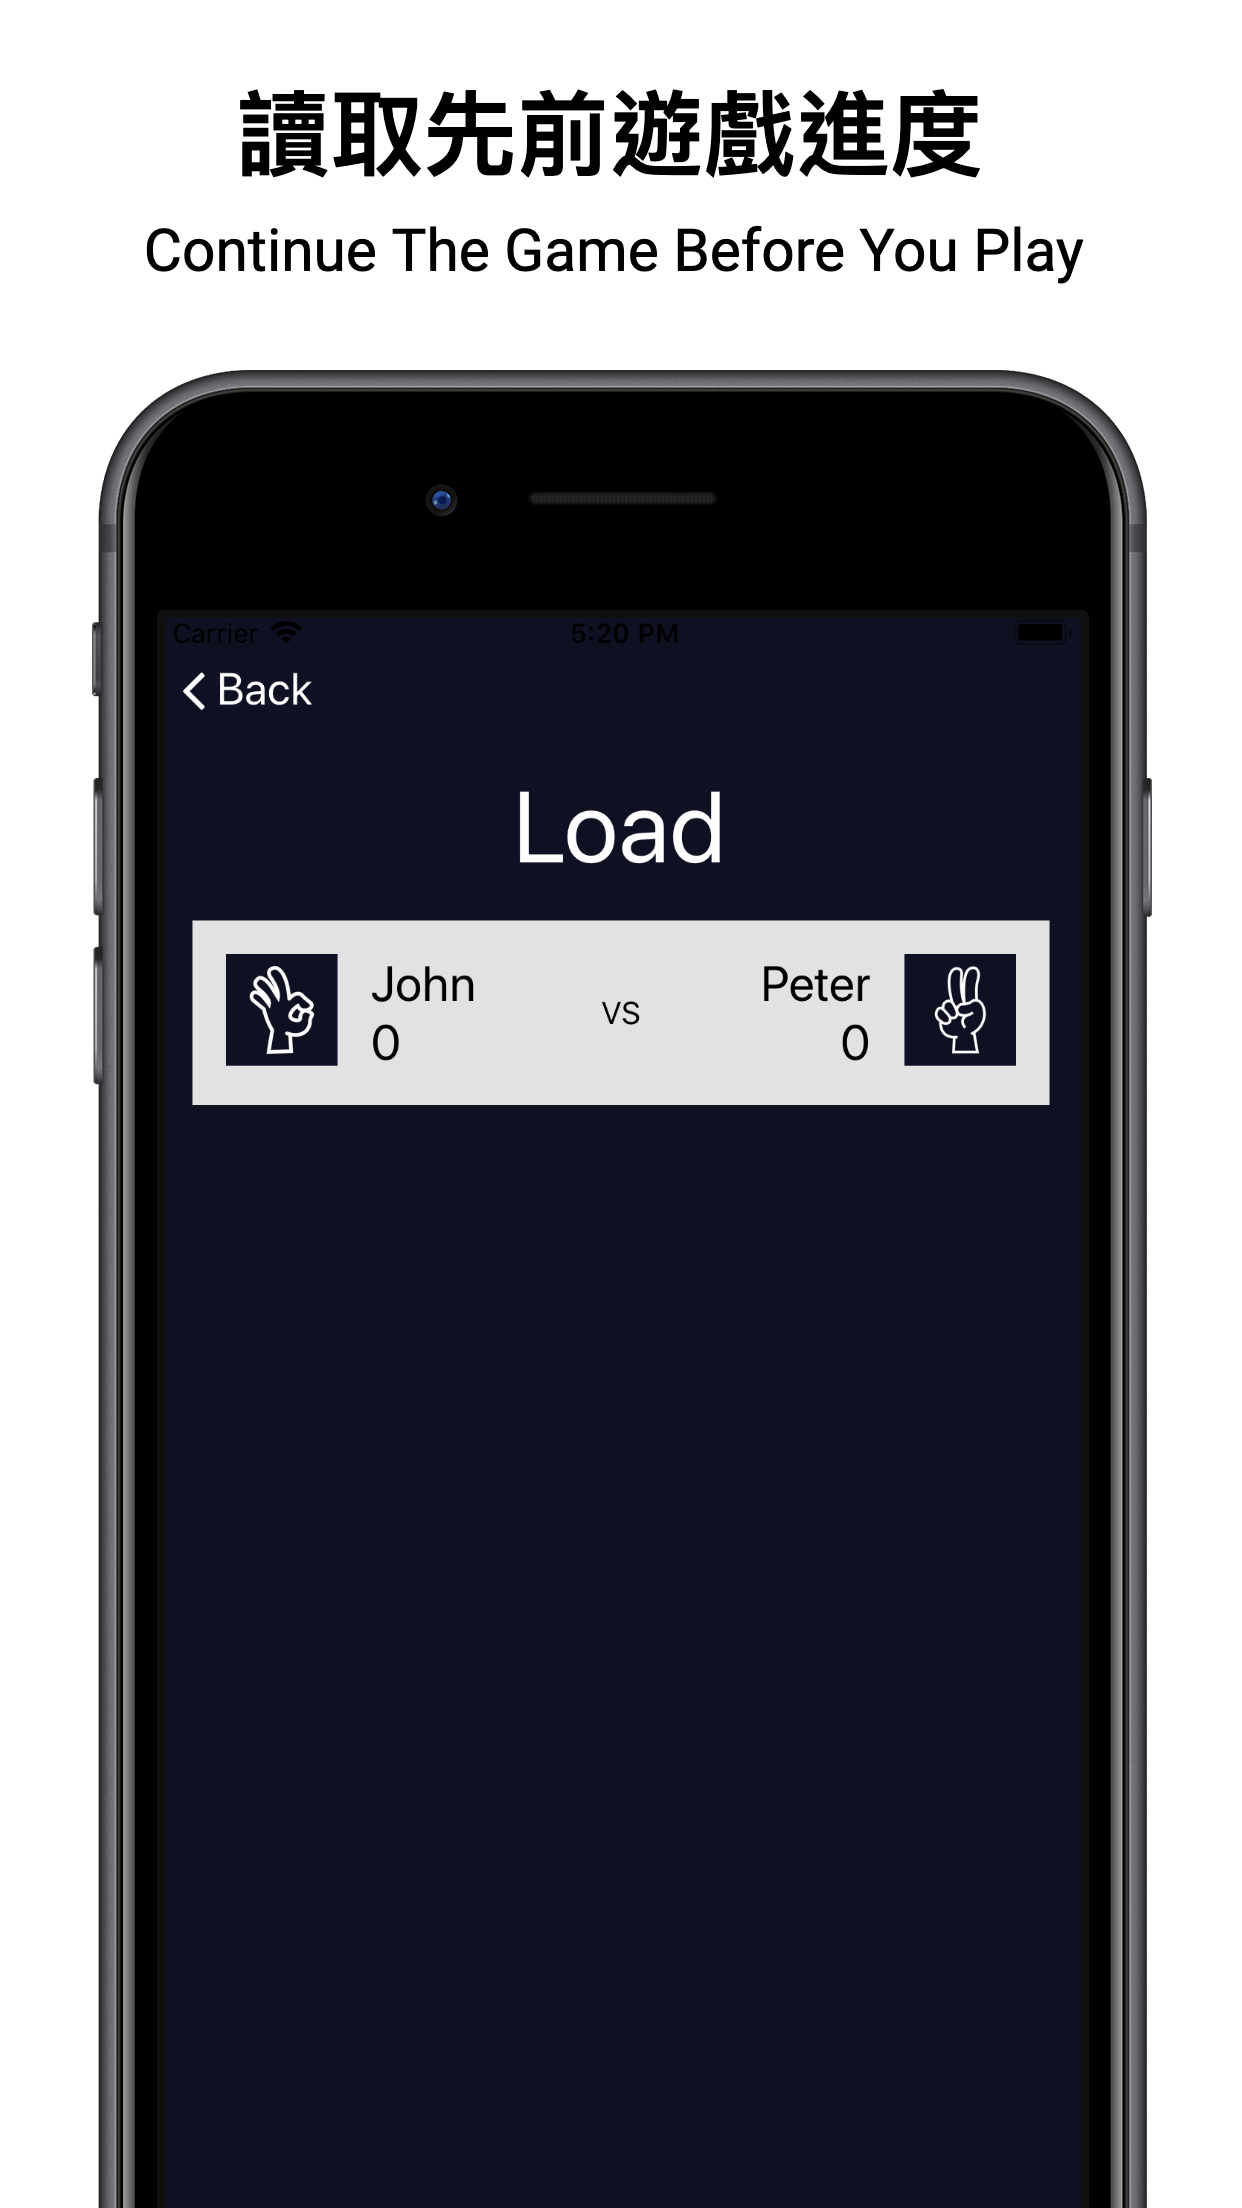 讀取先前遊戲進度
Continue The Game Before You Play
Carrier 5:20 PM
Back
Load
John vs Peter
0 0